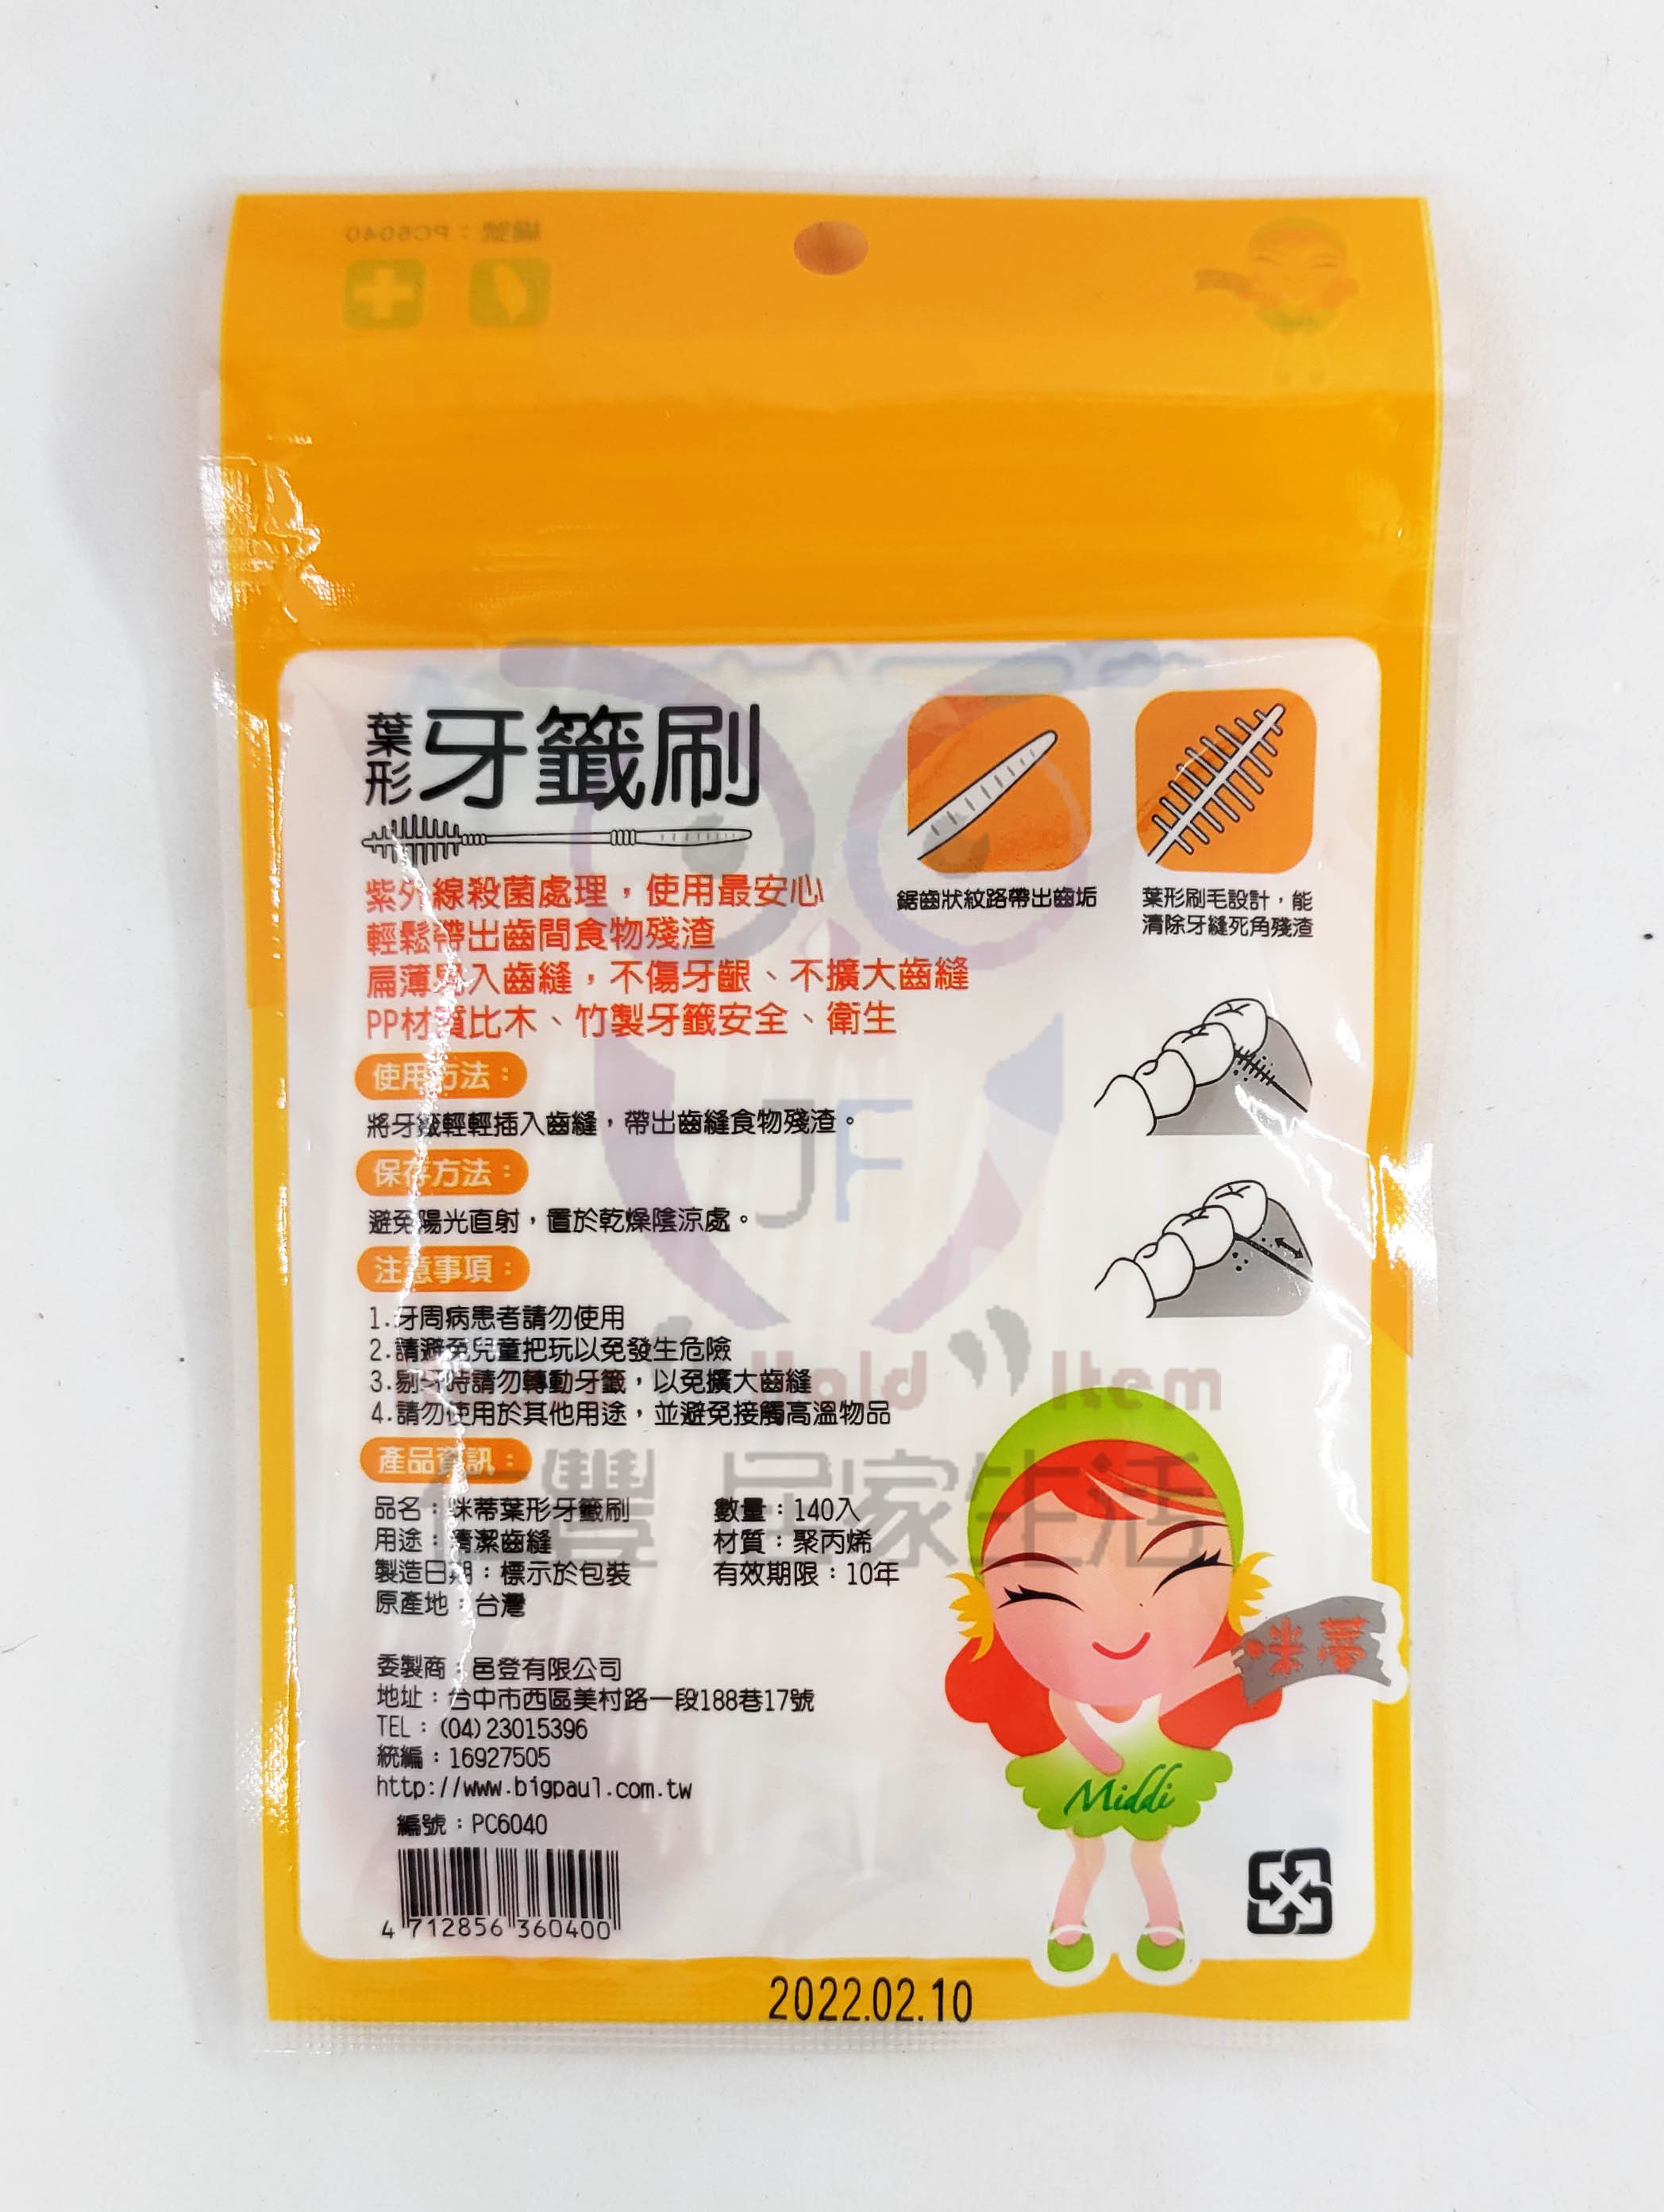 編號：PC6040
葉形牙籤刷
紫外線殺菌處理，使用最安心
輕鬆帶出齒間食物殘渣
扁薄易入齒縫，不傷牙齦、不擴大齒縫
PP材質比木、竹製牙籤安全、衛生
鋸齒狀紋路帶出齒垢
葉形刷毛設計，能
清除牙縫死角殘渣
使用方法：
將牙籤輕輕插入齒縫，帶出齒縫食物殘渣。
保存方法：
避免陽光直射，置於乾燥陰涼處。
注意事項：
1.牙周病患者請勿使用
2.請避免兒童把玩以免發生危險
3.剔牙時請勿轉動牙籤，以免擴大齒縫
4.請勿使用於其他用途，並避免接觸高溫物品
產品資訊：
品名：咪蒂葉形牙籤刷
數量：140入
用途：清潔齒縫
材質：聚丙烯
製造日期：標示於包裝
有效期限：10年
原產地：台灣
委製商：邑登有限公司
地址：台中市西區美村路一段188巷17號
TEL：(04)23015396
統編：16927505
http://www.bigpaul.com.tw
編號：PC6040
4 712856 360400
咪蒂
Middi
2022.02.10
JF
Hold Item
豐 居家生活